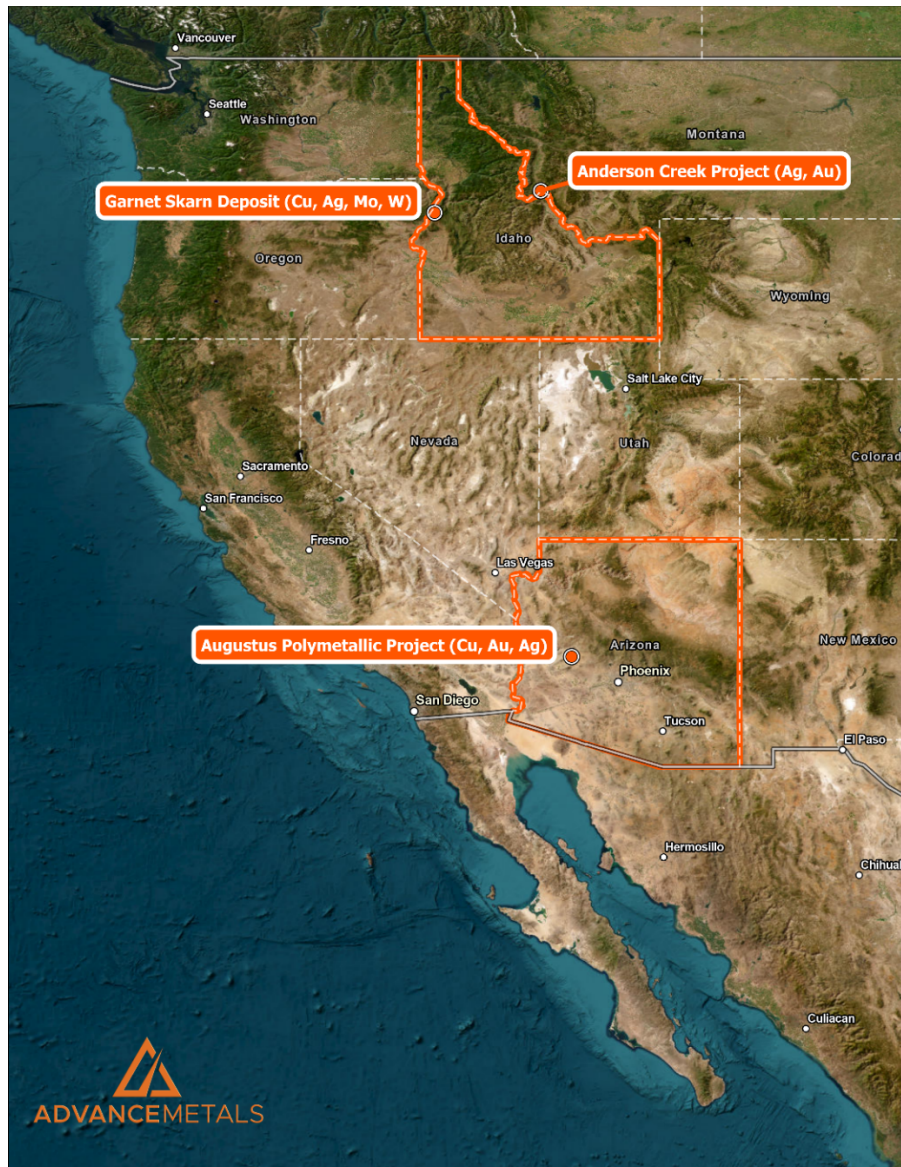 Vancouver
Seattle
Washington
Montana
Anderson Creek Project (Ag, Au)
Garnet Skarn Deposit (Cu, Ag, Mo, W)
Idaho
Oregon
Wyoming
Salt Lake City
Nevada
Utah
Colorad
Sacramento
San Francisco
Fresno
Las Vegas
Augustus Polymetallic Project (Cu, Au, Ag)
Arizona
New Mexico
Phoenix
San Diego
Tucson
El Paso
Hermosillo
Chihual
Culiacan
ADVANCEMETALS